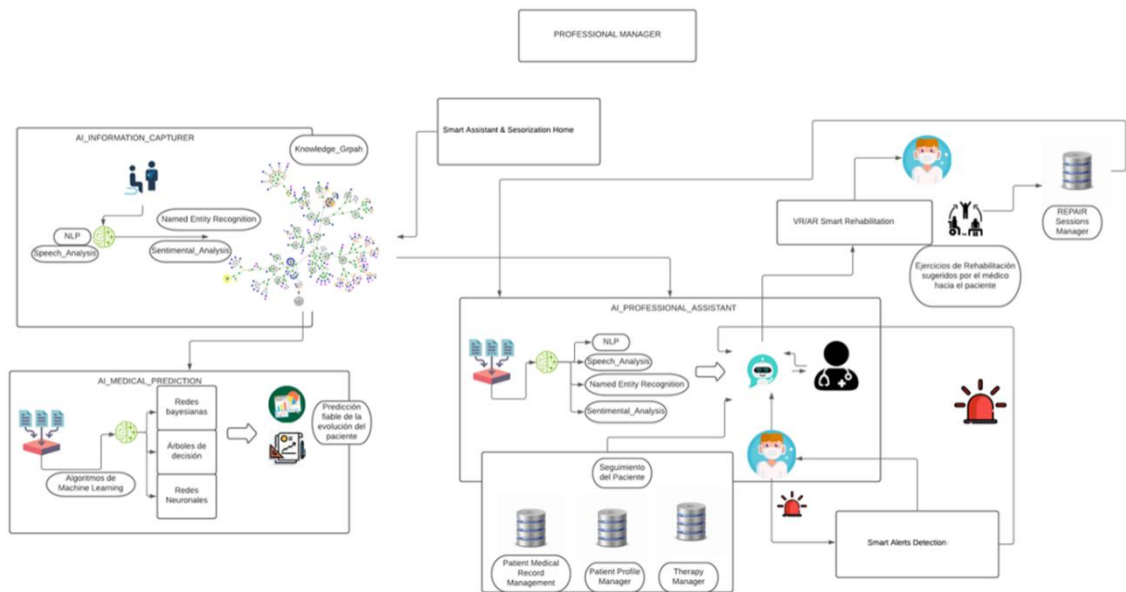 PROFESSIONAL MANAGER
AI_INFORMATION_CAPTURER
Knowledge_Grpah
Smart Assistant & Sesorization Home
NLP
Speech_Analysis
Named Entity Recognition
Sentimental_Analysis
VR/AR Smart Rehabilitation
REPAIR
Sessions
Manager
Ejercicios de Rehabilitación
sugeridos por el médico
hacia el paciente
AI_PROFESSIONAL_ASSISTANT
NLP
Speech_Analysis
Named Entity Recognition
Sentimental_Analysis
AI_MEDICAL_PREDICTION
Redes
bayesianas
Árboles de
decisión
Redes
Neuronales
Algoritmos de
Machine Learning
Predicción
fiable de la
evolución del
paciente
Seguimiento
del Paciente
Patient Medical
Record
Management
Patient Profile
Manager
Therapy
Manager
Smart Alerts Detection